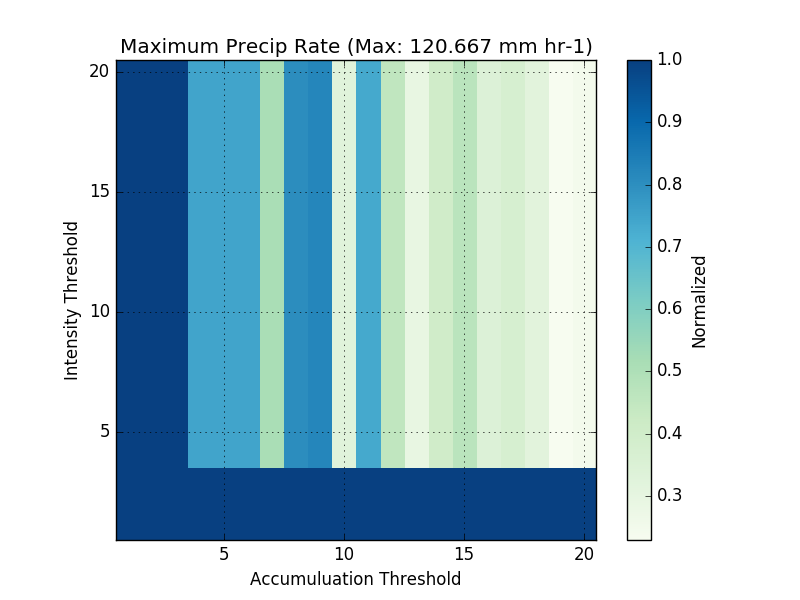 Maximum Precip Rate (Max: 120.667 mm hr-1)
20
15
10
5
Intensity Threshold
5 10 15 20
Accumuluation Threshold
1.0
0.9
0.8
0.7
0.6
0.5
0.4
0.3
Normalized